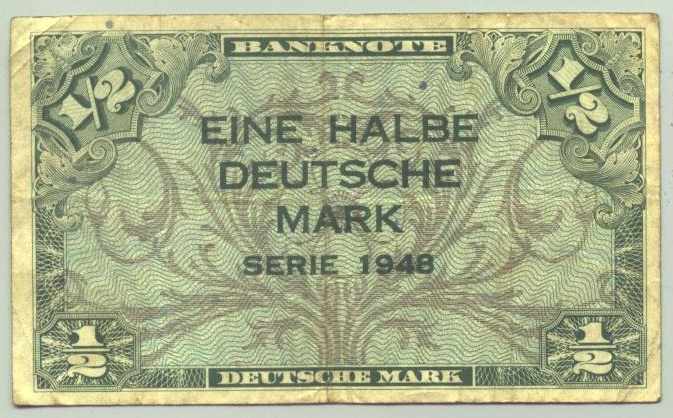 BANKNOTE
1/2
1/2
EINE HALBE
DEUTSCHE
MARK
SERIE 1948
1/2
1/2
DEUTSCHE MARK